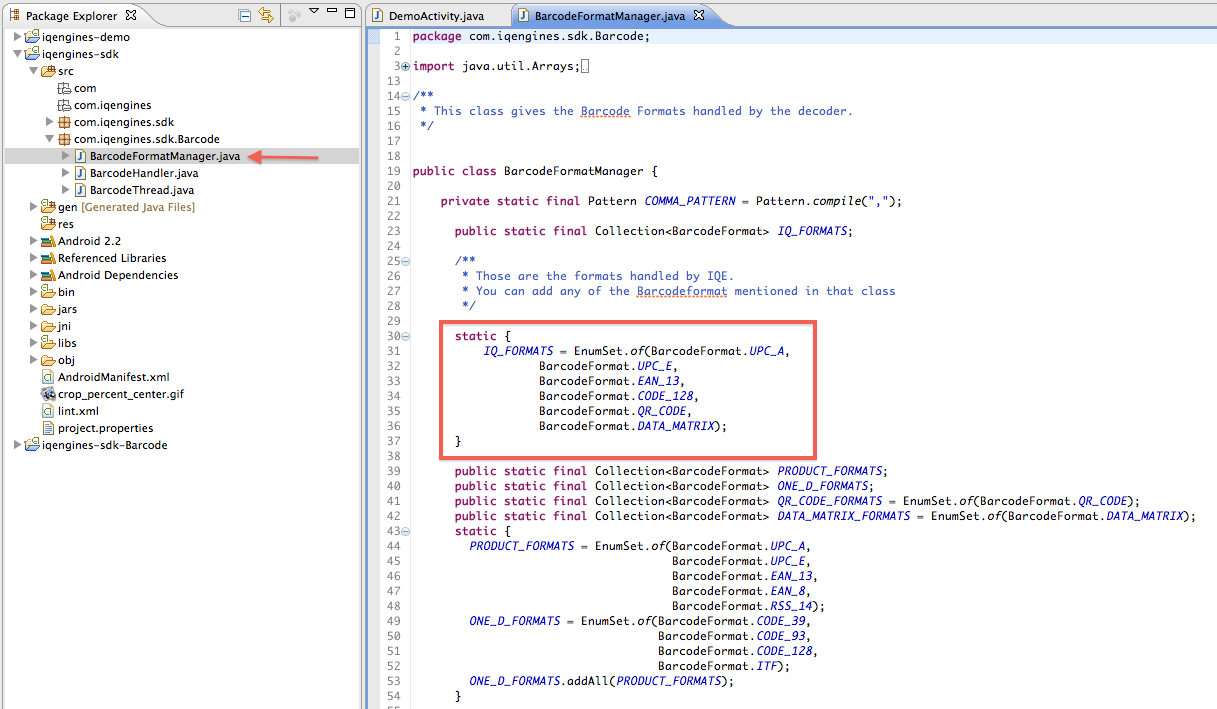 Package Explorer
iqengines-demo
iqengines-sdk
src
com
com.iqengines
com.iqengines.sdk
com.iqengines.sdk.Barcode
BarcodeFormatManager.java
BarcodeHandler.java
BarcodeThread.java
gen [Generated Java Files]
res
Android 2.2
Referenced Libraries
Android Dependencies
bin
jars
jni
libs
obj
AndroidManifest.xml
crop_percent_center.gif
lint.xml
project.properties
iqengines-sdk-Barcode
DemoActivity.java BarcodeFormatManager.java
1 package com.iqengines.sdk.Barcode;
2
3 import java.util.Arrays;
13
14 /**
15 * This class gives the Barcode Formats handled by the decoder.
16 */
17
18
19 public class BarcodeFormatManager {
20
21 private static final Pattern COMMA_PATTERN = Pattern.compile(",");
22
23 public static final Collection<BarcodeFormat> IQ_FORMATS;
24
25 /**
26 * Those are the formats handled by IQE.
27 * You can add any of the Barcodeformat mentioned in that class
28 */
29
30 static {
31 IQ_FORMATS = EnumSet.of(BarcodeFormat.UPC_A,
32 BarcodeFormat.UPC_E,
33 BarcodeFormat.EAN_13,
34 BarcodeFormat.CODE_128,
35 BarcodeFormat.QR_CODE,
36 BarcodeFormat.DATA_MATRIX);
37 }
38
39 public static final Collection<BarcodeFormat> PRODUCT_FORMATS;
40 public static final Collection<BarcodeFormat> ONE_D_FORMATS;
41 public static final Collection<BarcodeFormat> QR_CODE_FORMATS = EnumSet.of(BarcodeFormat.QR_CODE);
42 public static final Collection<BarcodeFormat> DATA_MATRIX_FORMATS = EnumSet.of(BarcodeFormat.DATA_MATRIX);
43 static {
44 PRODUCT_FORMATS = EnumSet.of(BarcodeFormat.UPC_A,
45 BarcodeFormat.UPC_E,
46 BarcodeFormat.EAN_13,
47 BarcodeFormat.EAN_8,
48 BarcodeFormat.RSS_14);
49 ONE_D_FORMATS = EnumSet.of(BarcodeFormat.CODE_39,
50 BarcodeFormat.CODE_93,
51 BarcodeFormat.CODE_128,
52 BarcodeFormat.ITF);
53 ONE_D_FORMATS.addAll(PRODUCT_FORMATS);
54 }